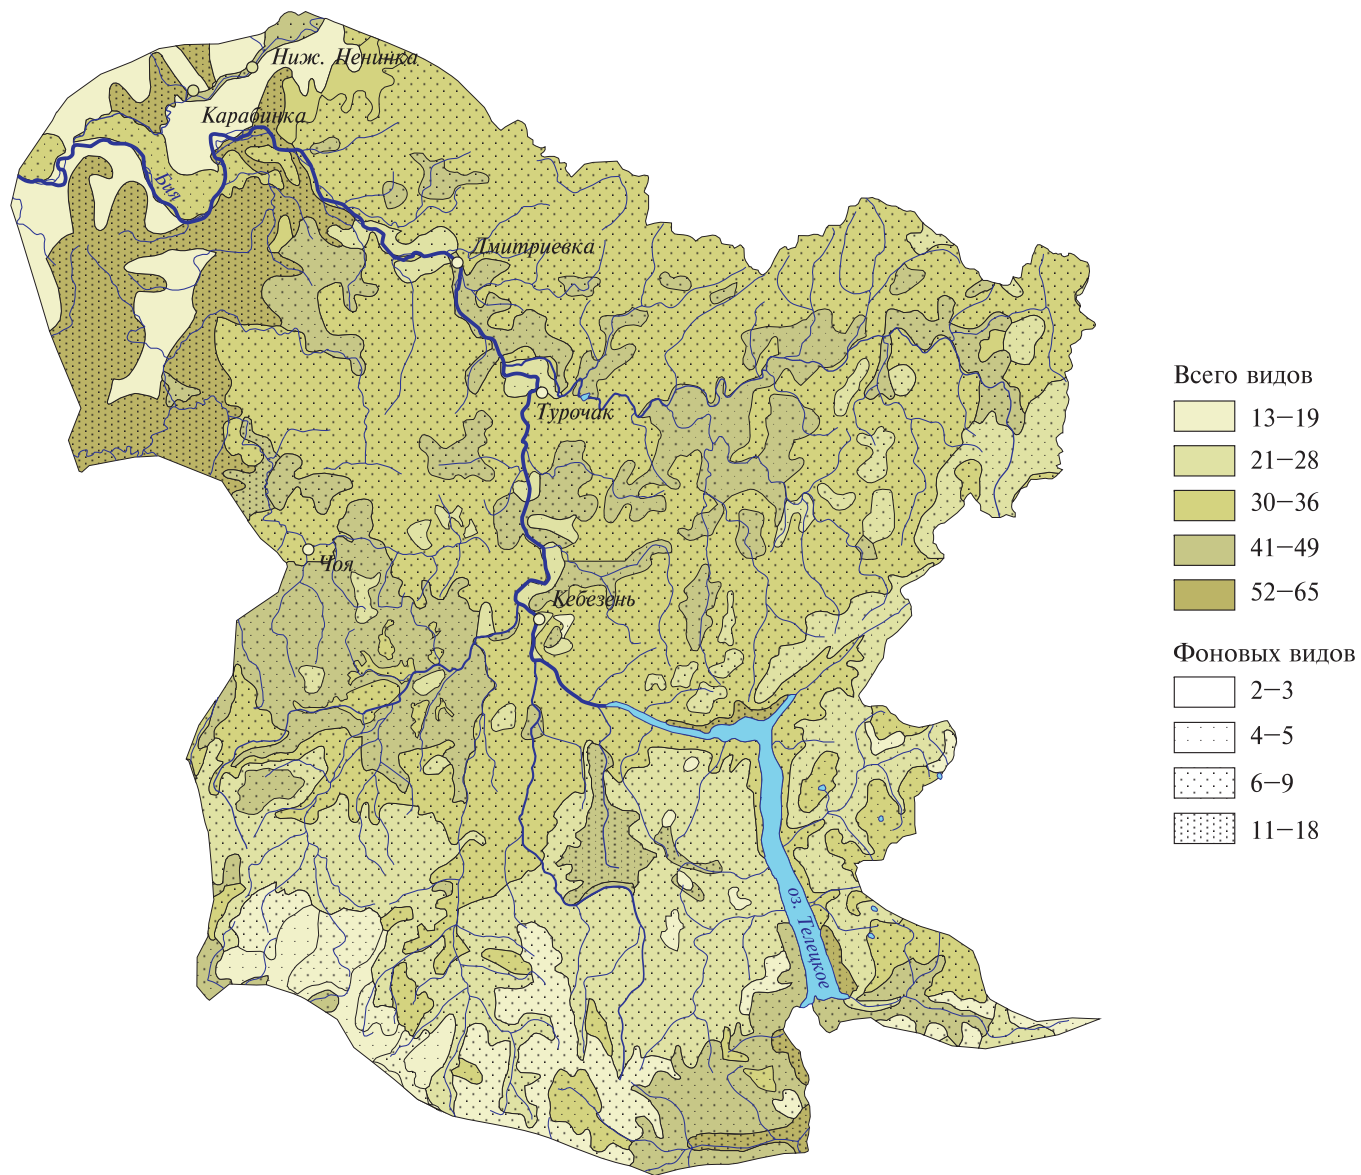 Ниж. Ненинка
Карабинка
Бия
Дмитриевка
Турочак
Чоя
Кебезень
оз. Телецкое
Всего видов
13–19
21–28
30–36
41–49
52–65
Фоновых видов
2–3
4–5
6–9
11–18